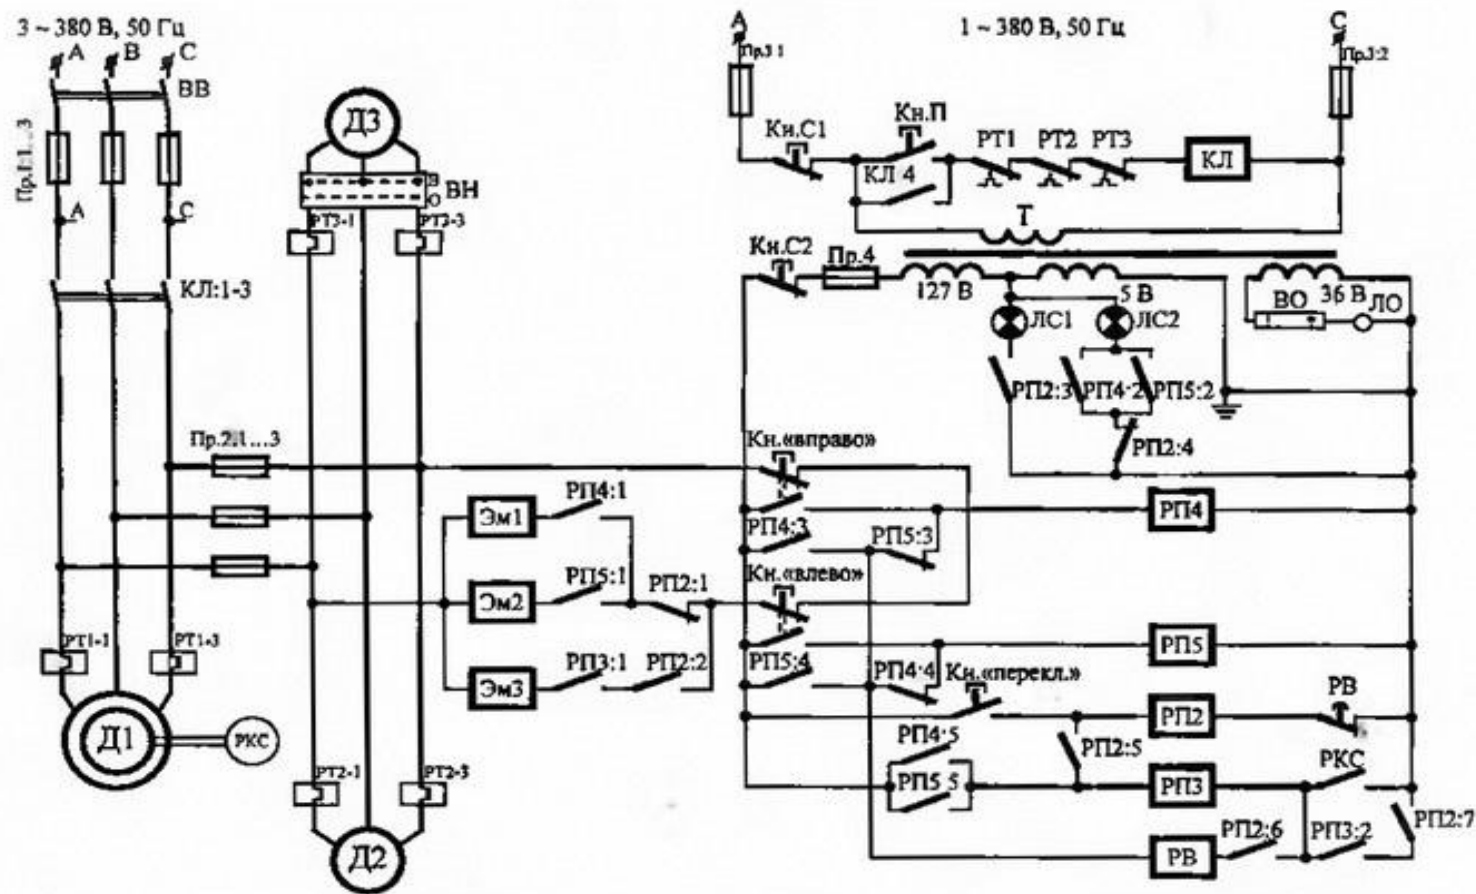 3 ~ 380 В, 50 Гц
А
В
С
ВВ
Пр.1:1...3
А
С
КЛ:1-3
Д3
В
О
ВН
РТ3-1
РТ3-3
Пр.2:1...3
РТ1-1
РТ1-3
Д1
РКС
РТ2-1
РТ2-3
Д2
Эм1
РП4:1
Эм2
РП5:1
РП2:1
Эм3
РП3:1
РП2:2
А
1 ~ 380 В, 50 Гц
С
Пр.3:1
Пр.3:2
Кн.С1
Кн.П
КЛ 4
РТ1
РТ2
РТ3
КЛ
Т
Кн.С2
Пр.4
127 В
5 В
36 В
ВО
ЛО
ЛС1
ЛС2
РП2:3
РП4:2
РП5:2
РП2:4
Кн.«вправо»
РП4:3
РП5:3
РП4
Кн.«влево»
РП5:4
РП4:4
РП5
Кн.«перекл.»
РП2
РВ
РП4:5
РП5 5
РП2:5
РП3
РКС
РВ
РП2:6
РП3:2
РП2:7